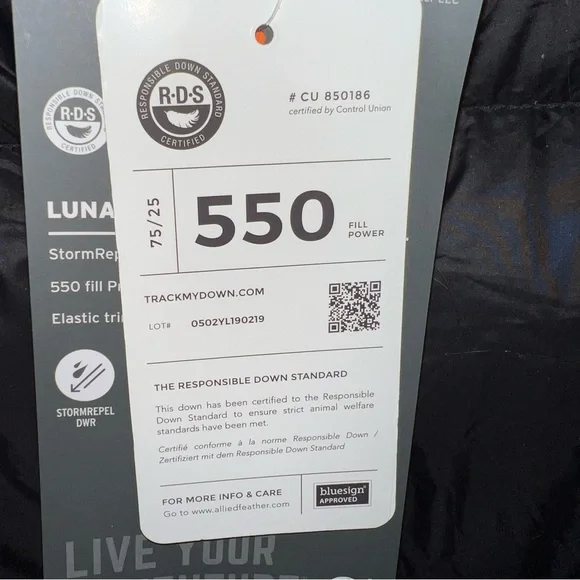 RESPONSIBLE DOWN STANDARD
R·D·S
CERTIFIED
# CU 850186
certified by Control Union
75/25
550
FILL
POWER
TRACKMYDOWN.COM
LOT# 0502YL190219
THE RESPONSIBLE DOWN STANDARD
This down has been certified to the Responsible
Down Standard to ensure strict animal welfare
standards have been met.
Certifié conforme à la norme Responsible Down /
Zertifiziert mit dem Responsible Down Standard
FOR MORE INFO & CARE
Go to www.alliedfeather.com
bluesign®
APPROVED
RESPONSIBLE DOWN
R·D·S
CERTIFIED
LUNA
StormRep
550 fill
Elastic
STORMREPEL
DWR
LIVE YOUR